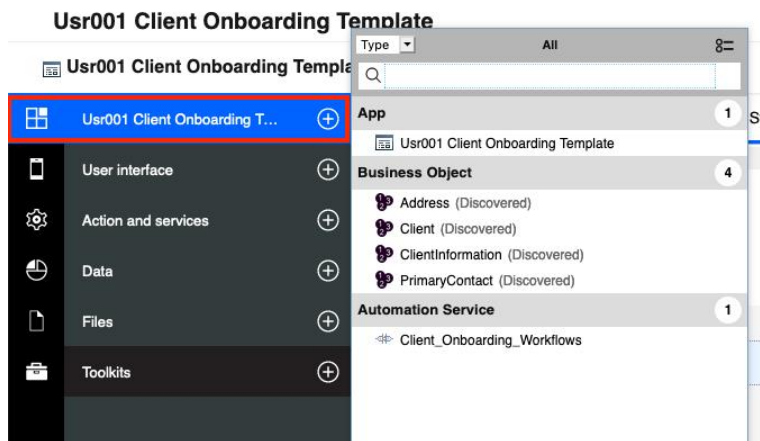 Usr001 Client Onboarding Template
Usr001 Client Onboarding Templa
Type
All
Usr001 Client Onboarding T...
User interface
Action and services
Data
Files
Toolkits
App
1
Usr001 Client Onboarding Template
Business Object
4
Address (Discovered)
Client (Discovered)
ClientInformation (Discovered)
PrimaryContact (Discovered)
Automation Service
1
Client_Onboarding_Workflows
S